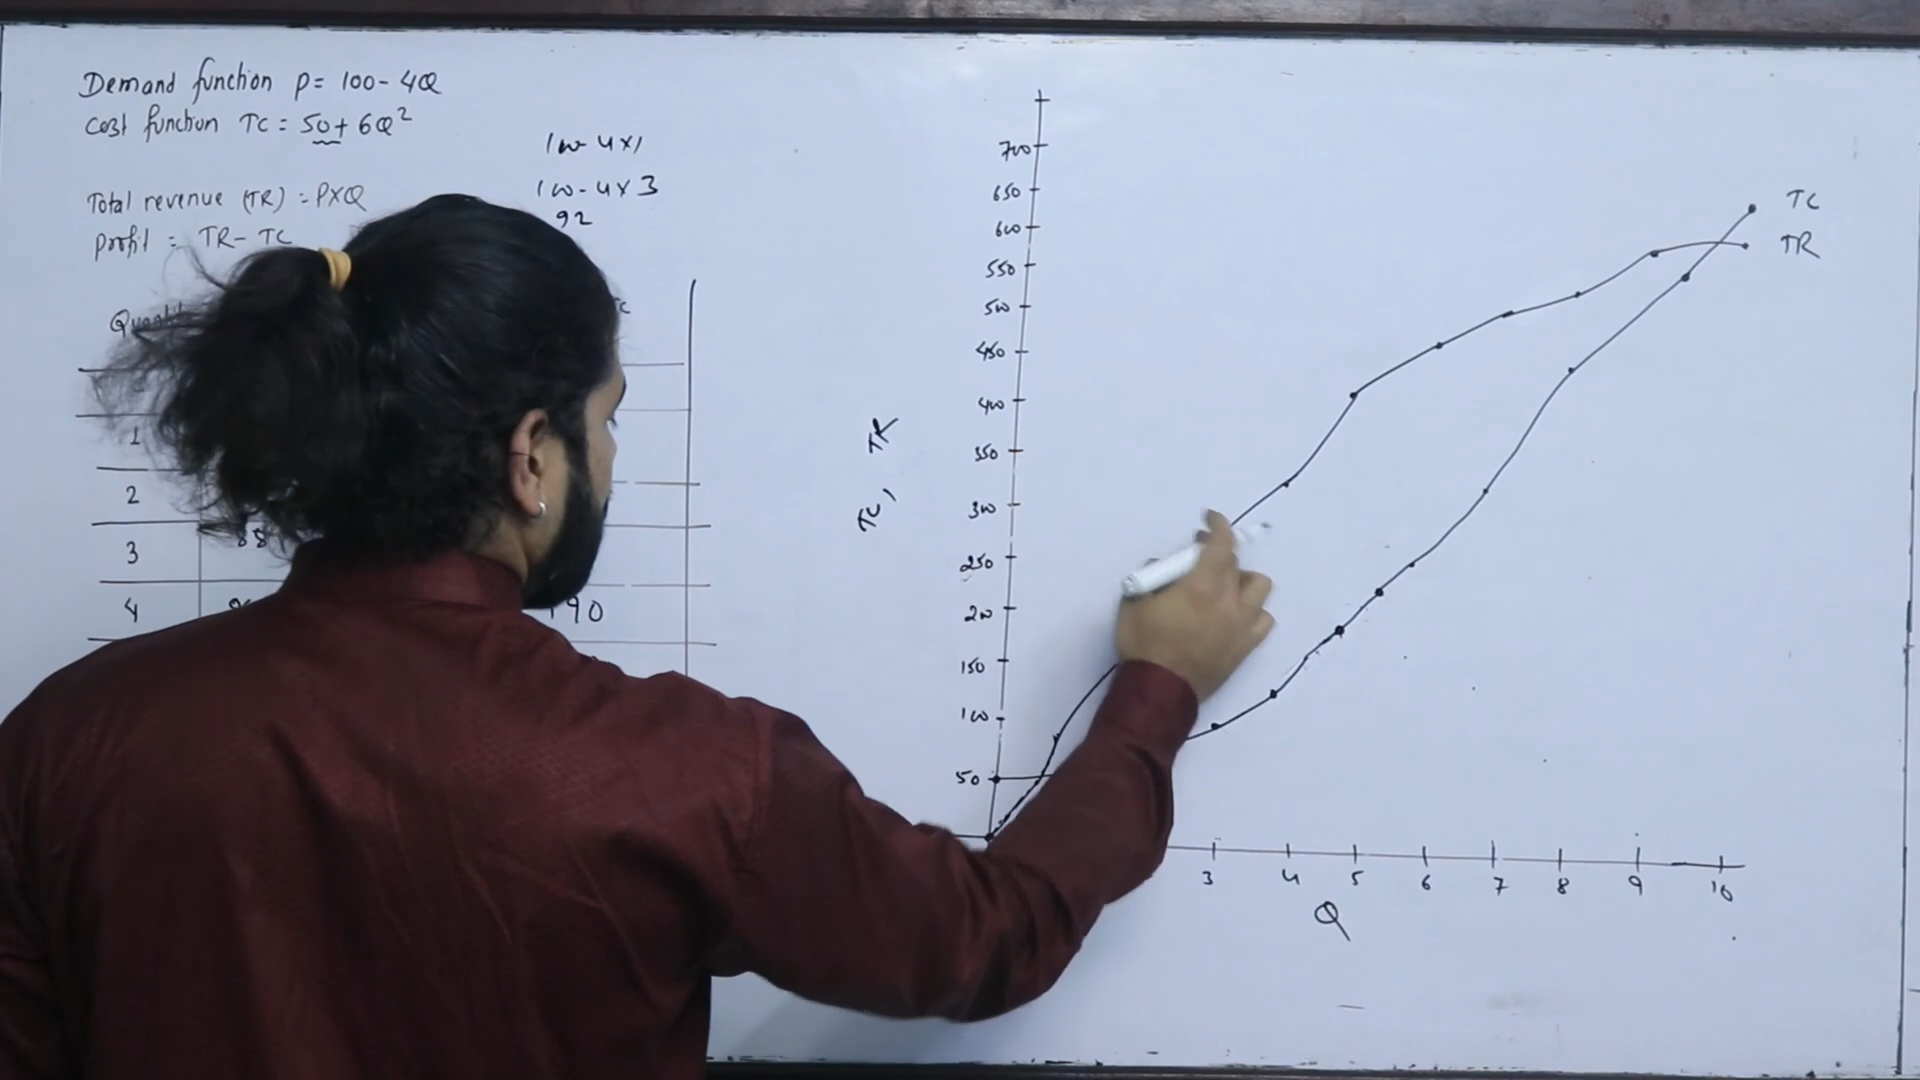 Demand function P = 100 - 4Q
Cost function TC = 50 + 6Q²
100 - 4×1
Total revenue (TR) = P×Q
100 - 4×3
92
Profit = TR - TC
1
2
3
88
4
190
700
650
600
550
500
450
400
350
300
250
200
150
100
50
TC, TR
TC
TR
3 4 5 6 7 8 9 10
Q